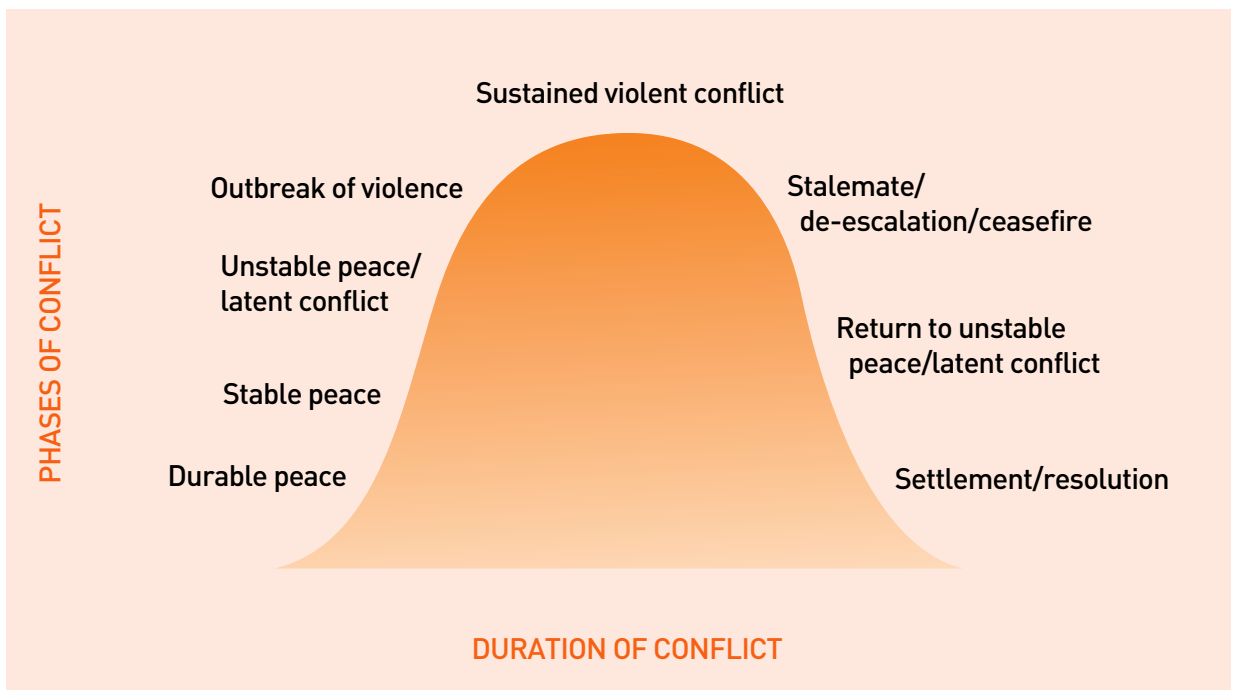 Sustained violent conflict
Outbreak of violence
Stalemate/
de-escalation/ceasefire
Unstable peace/
latent conflict
Return to unstable
peace/latent conflict
Stable peace
Durable peace
Settlement/resolution
PHASES OF CONFLICT
DURATION OF CONFLICT